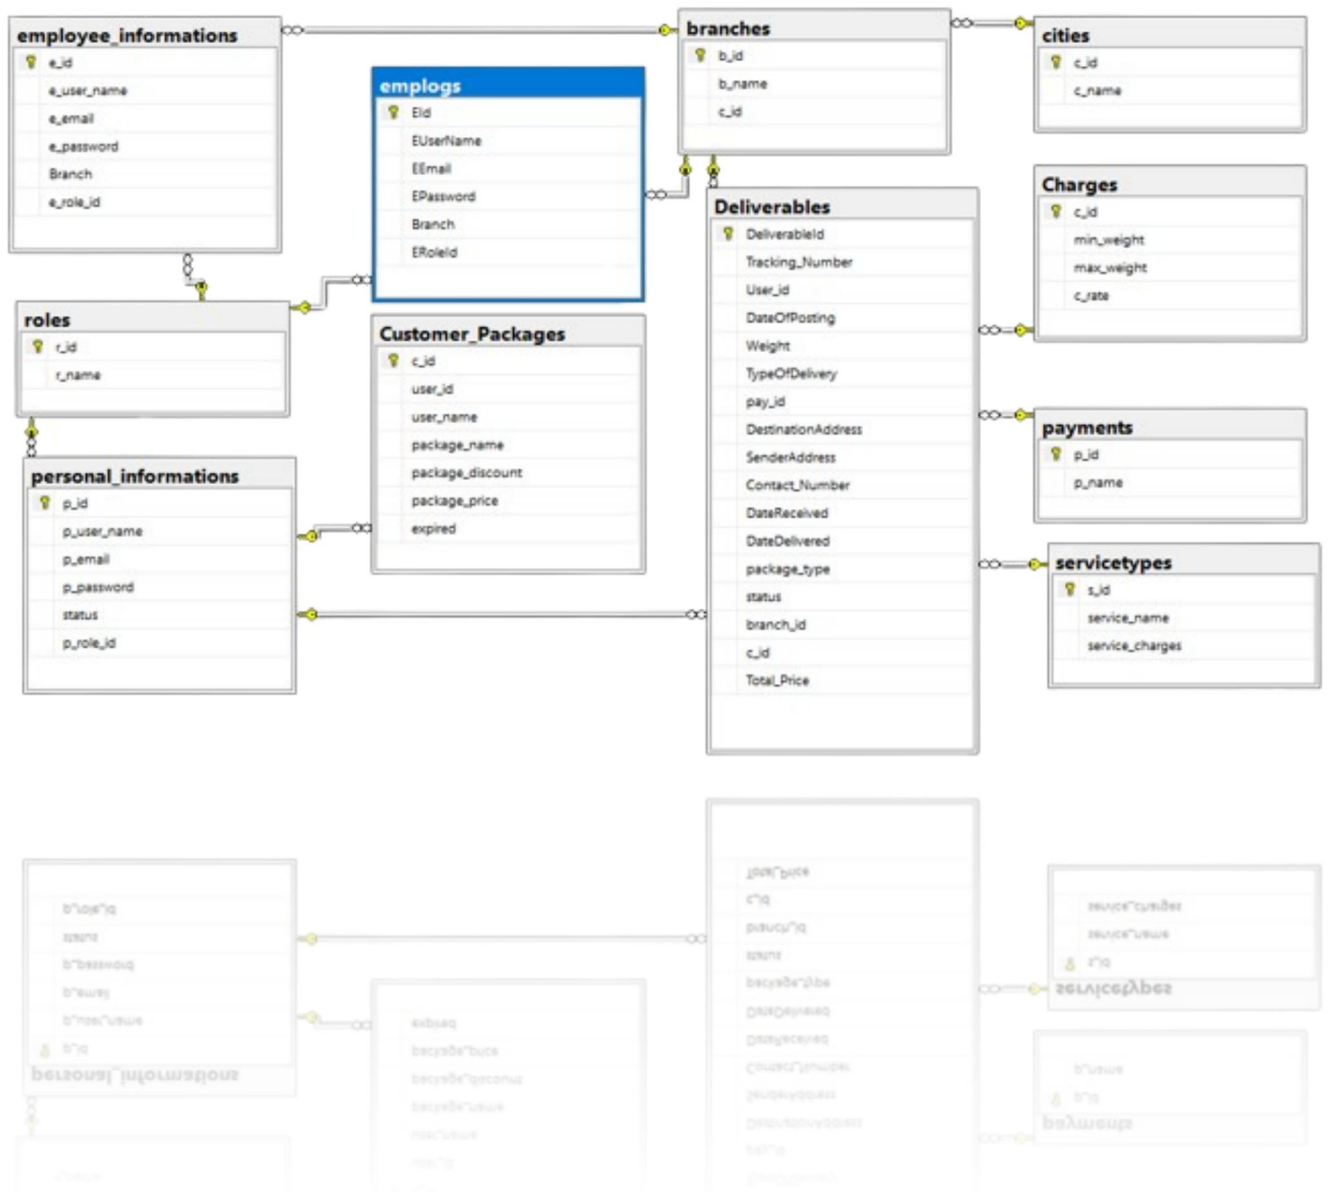 employee_informations
e_id
e_user_name
e_email
e_password
Branch
e_role_id
roles
r_id
r_name
personal_informations
p_id
p_user_name
p_email
p_password
status
p_role_id
emplogs
EId
EUserName
EEmail
EPassword
Branch
ERoleId
Customer_Packages
c_id
user_id
user_name
package_name
package_discount
package_price
expired
branches
b_id
b_name
c_id
Deliverables
DeliverableId
Tracking_Number
User_id
DateOfPosting
Weight
TypeOfDelivery
pay_id
DestinationAddress
SenderAddress
Contact_Number
DateReceived
DateDelivered
package_type
status
branch_id
c_id
Total_Price
cities
c_id
c_name
Charges
c_id
min_weight
max_weight
c_rate
payments
p_id
p_name
servicetypes
s_id
service_name
service_charges